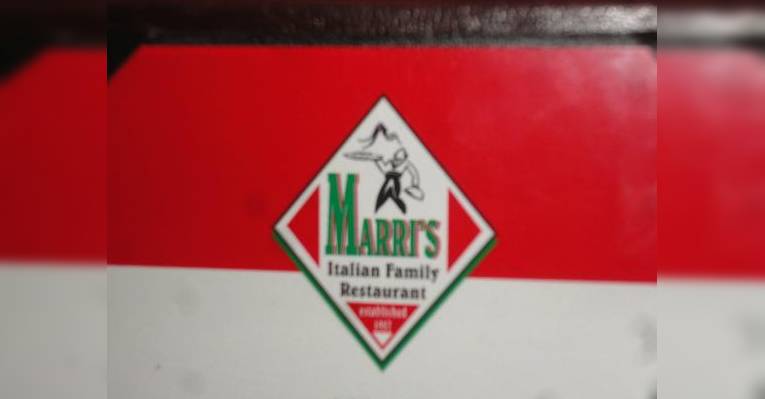 MARRI'S
Italian Family
Restaurant
established